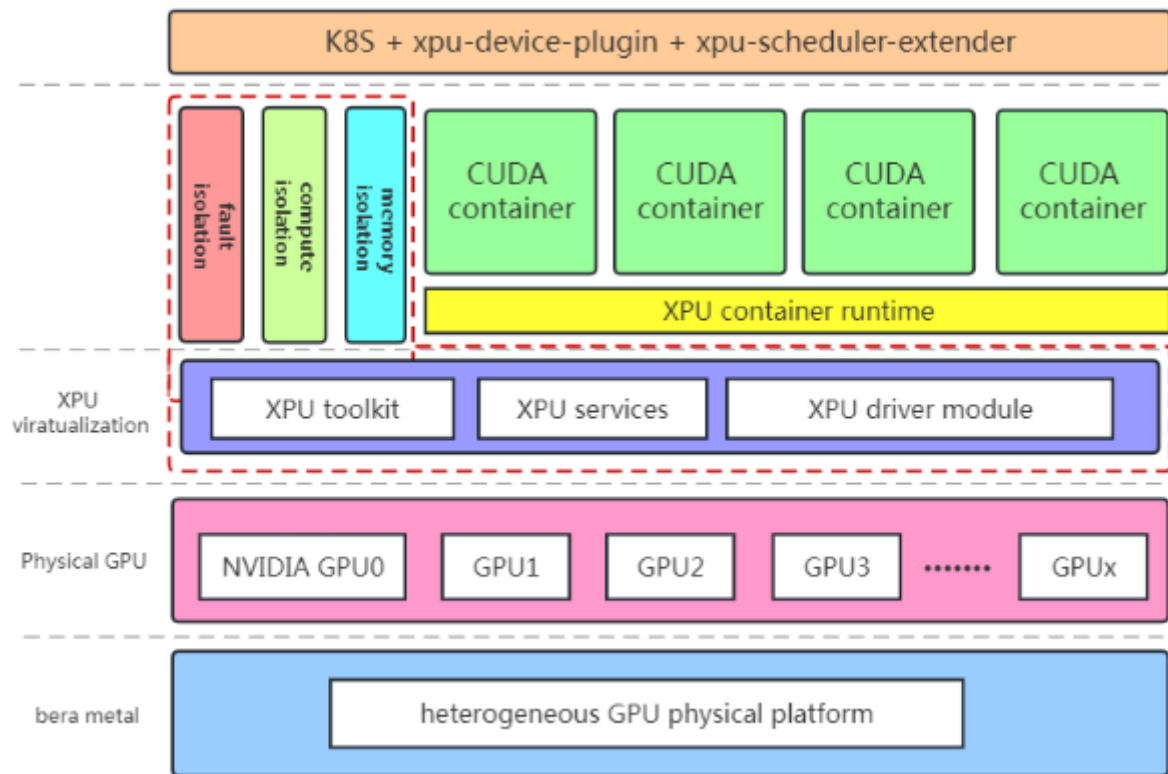 K8S + xpu-device-plugin + xpu-scheduler-extender
fault
isolation
compute
isolation
memory
isolation
CUDA
container
CUDA
container
CUDA
container
CUDA
container
XPU container runtime
XPU
viratualization
XPU toolkit
XPU services
XPU driver module
Physical GPU
NVIDIA GPU0
GPU1
GPU2
GPU3
·······
GPUx
bera metal
heterogeneous GPU physical platform